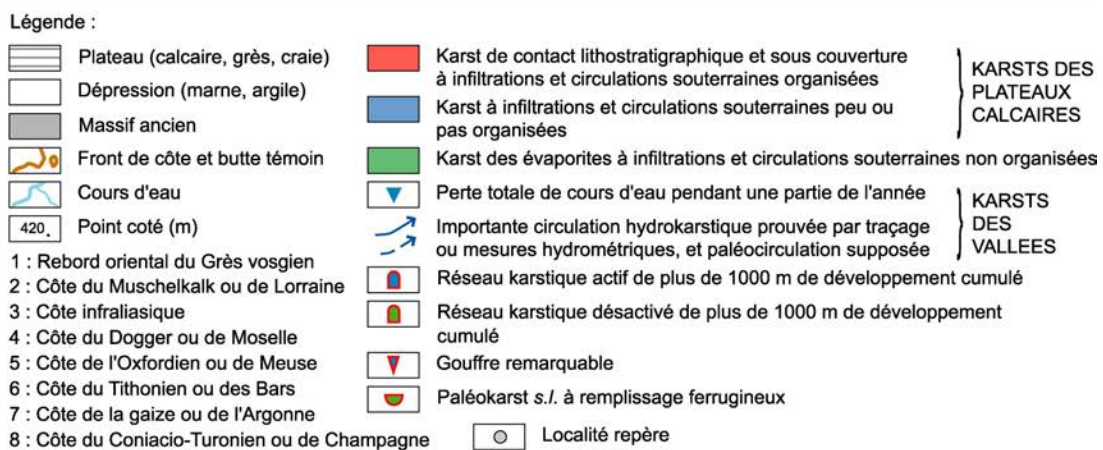 Légende :
Plateau (calcaire, grès, craie)
Dépression (marne, argile)
Massif ancien
Front de côte et butte témoin
Cours d'eau
420. Point coté (m)
1 : Rebord oriental du Grès vosgien
2 : Côte du Muschelkalk ou de Lorraine
3 : Côte infraliasique
4 : Côte du Dogger ou de Moselle
5 : Côte de l'Oxfordien ou de Meuse
6 : Côte du Tithonien ou des Bars
7 : Côte de la gaize ou de l'Argonne
8 : Côte du Coniacio-Turonien ou de Champagne
Karst de contact lithostratigraphique et sous couverture
à infiltrations et circulations souterraines organisées
Karst à infiltrations et circulations souterraines peu ou
pas organisées
KARSTS DES
PLATEAUX
CALCAIRES
Karst des évaporites à infiltrations et circulations souterraines non organisées
Perte totale de cours d'eau pendant une partie de l'année
Importante circulation hydrokarstique prouvée par traçage
ou mesures hydrométriques, et paléocirculation supposée
KARSTS
DES
VALLEES
Réseau karstique actif de plus de 1000 m de développement cumulé
Réseau karstique désactivé de plus de 1000 m de développement
cumulé
Gouffre remarquable
Paléokarst s.l. à remplissage ferrugineux
Localité repère